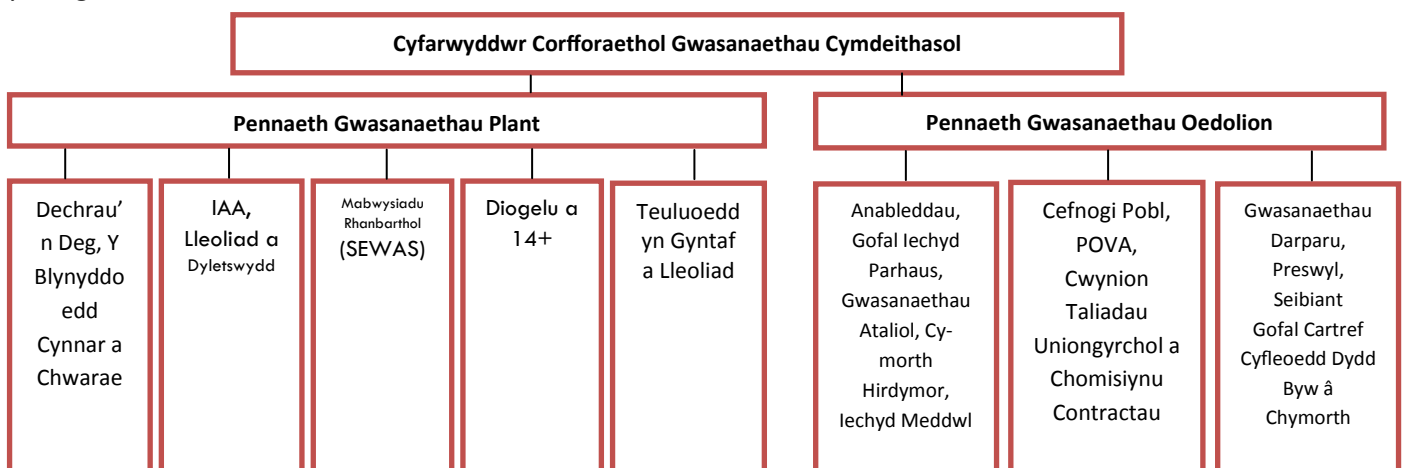 Cyfarwyddwr Corfforaethol Gwasanaethau Cymdeithasol
Pennaeth Gwasanaethau Plant
Pennaeth Gwasanaethau Oedolion
Dechrau’
n Deg, Y
Blynyddo
edd
Cynnar a
Chwarae
IAA,
Lleoliad a
Dyletswydd
Mabwysiadu
Rhanbarthol
(SEWAS)
Diogelu a
14+
Teuluoedd
yn Gyntaf
a Lleoliad
Anableddau,
Gofal Iechyd
Parhaus,
Gwasanaethau
Ataliol, Cy-
morth
Hirdymor,
Iechyd Meddwl
Cefnogi Pobl,
POVA,
Cwynion
Taliadau
Uniongyrchol a
Chomisiynu
Contractau
Gwasanaethau
Darparu,
Preswyl,
Seibiant
Gofal Cartref
Cyfleoedd Dydd
Byw â
Chymorth